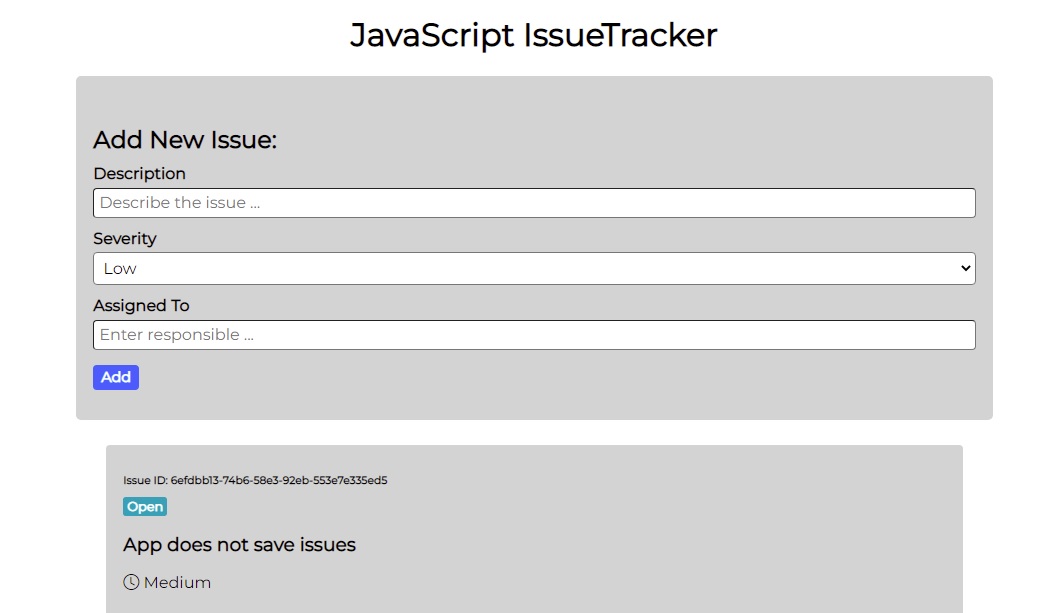 JavaScript IssueTracker
Add New Issue:
Description
Describe the issue ...
Severity
Low
Assigned To
Enter responsible ...
Add
Issue ID: 6efdbb13-74b6-58e3-92eb-553e7e335ed5
Open
App does not save issues
Medium